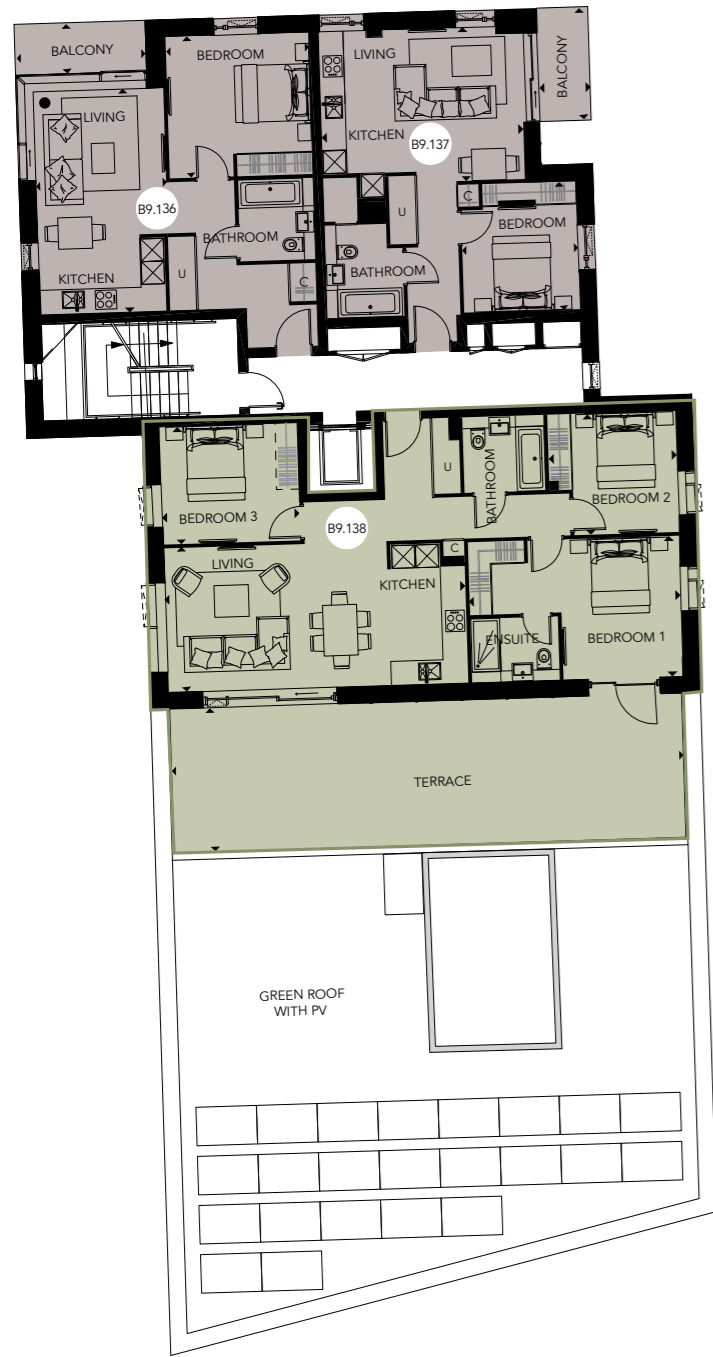 BALCONY
BEDROOM
LIVING
B9.136
BATHROOM
KITCHEN
U
C
LIVING
BALCONY
KITCHEN
B9.137
U
C
BEDROOM
BATHROOM
BEDROOM 3
B9.138
U
BATHROOM
BEDROOM 2
LIVING
KITCHEN
C
ENSUITE
BEDROOM 1
TERRACE
GREEN ROOF
WITH PV